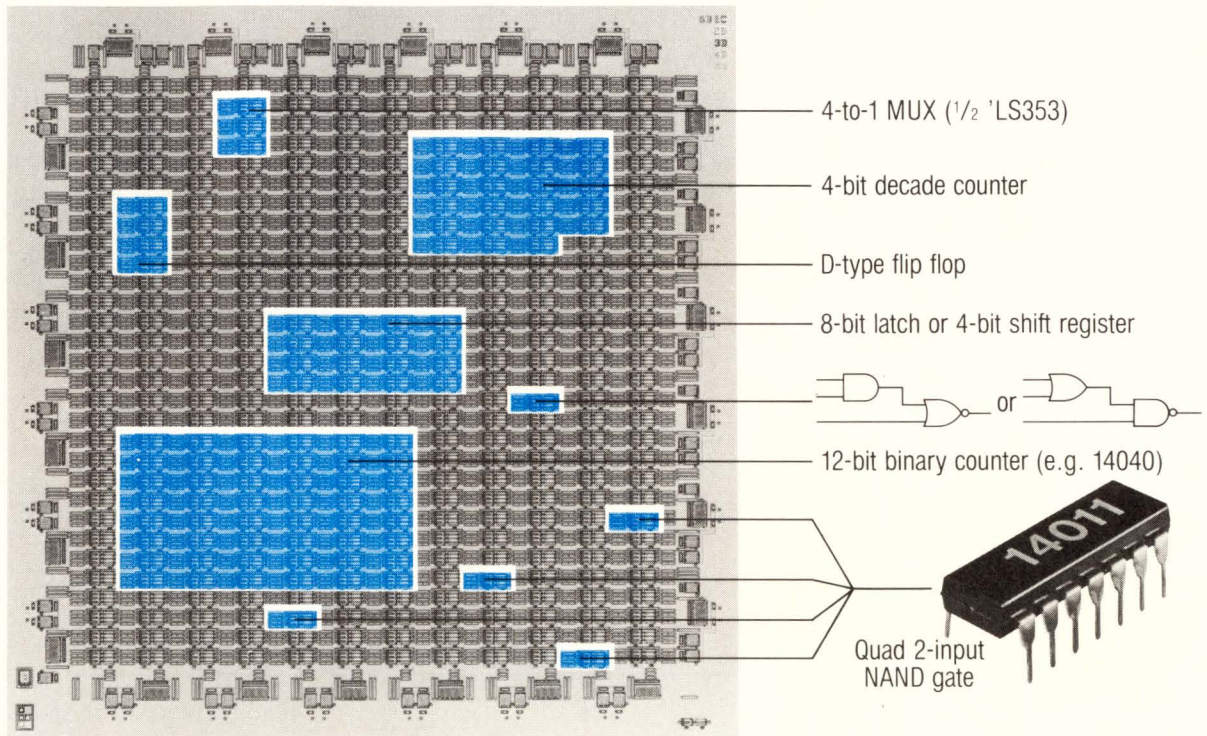 4-to-1 MUX (1/2 'LS353)
4-bit decade counter
D-type flip flop
8-bit latch or 4-bit shift register
or
12-bit binary counter (e.g. 14040)
14011
Quad 2-input
NAND gate